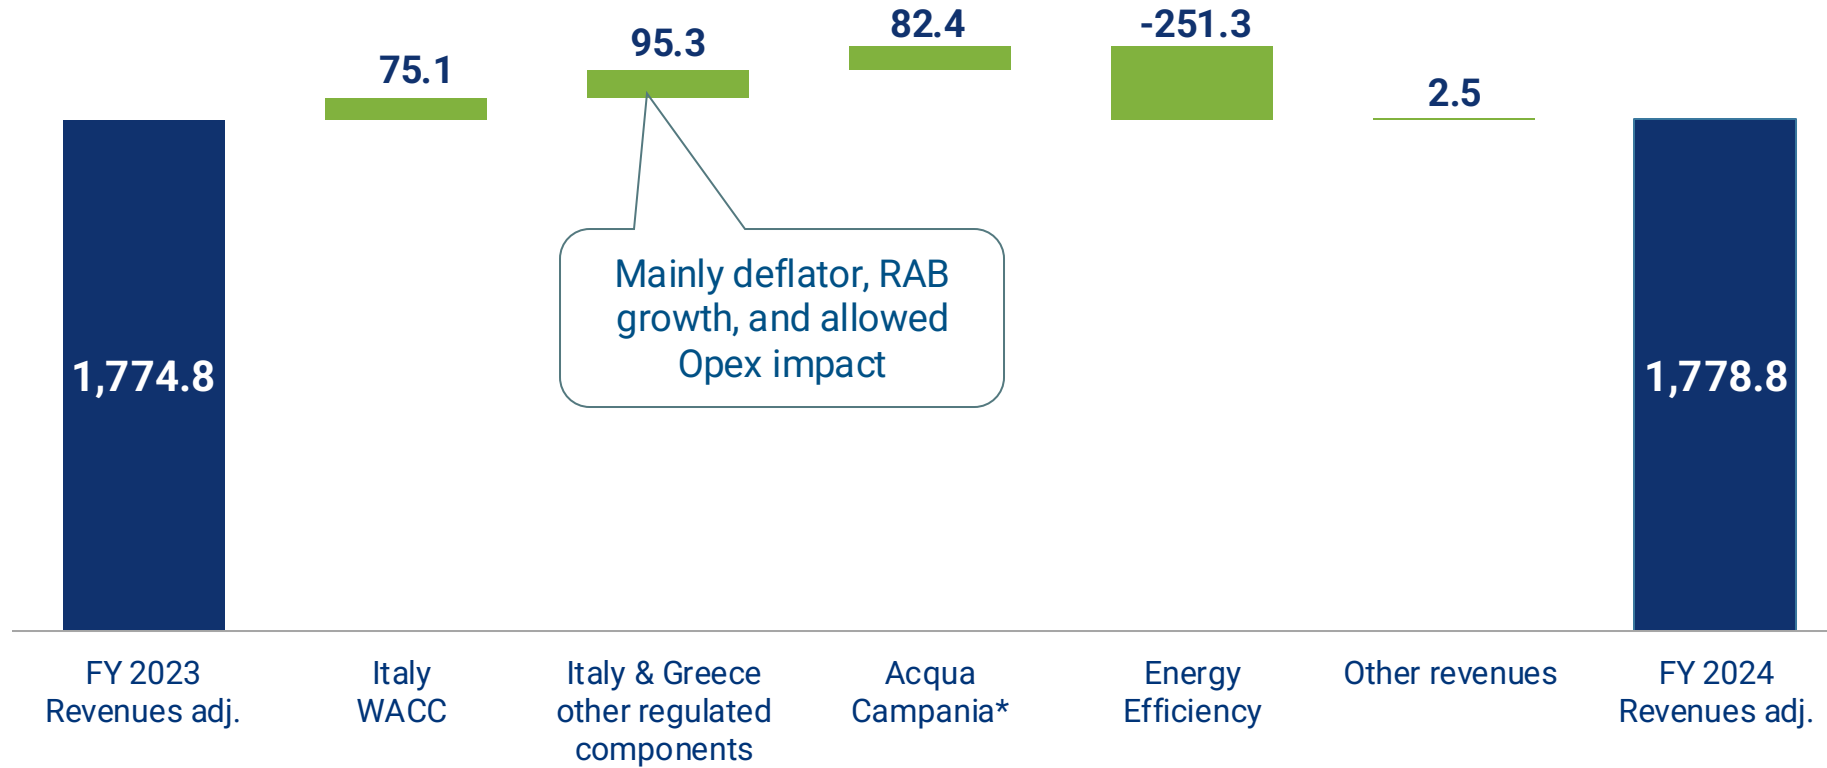 75.1
95.3
82.4
-251.3
2.5
1,774.8
Mainly deflator, RAB
growth, and allowed
Opex impact
1,778.8
FY 2023
Revenues adj.
Italy
WACC
Italy & Greece
other regulated
components
Acqua
Campania*
Energy
Efficiency
Other revenues
FY 2024
Revenues adj.